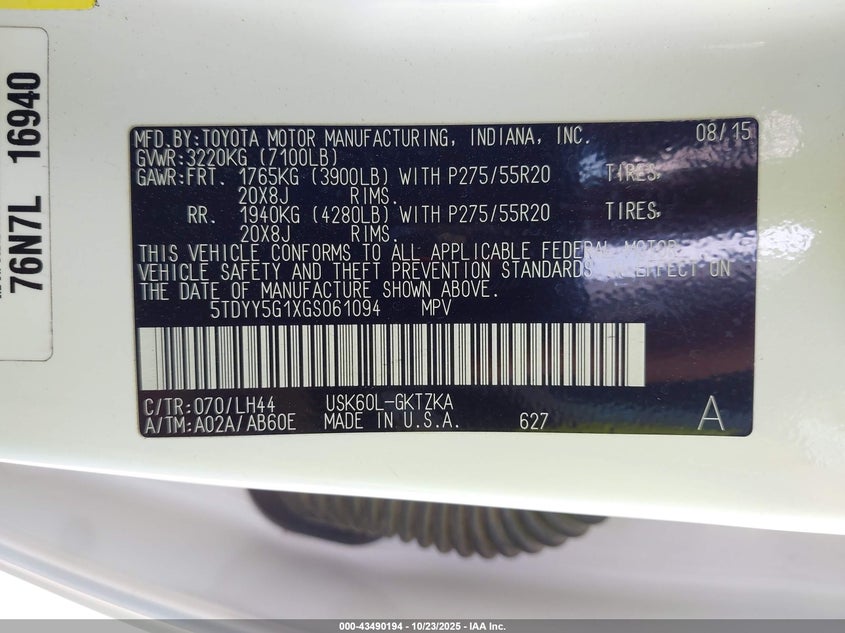 76N7L 16940
MFD.BY:TOYOTA MOTOR MANUFACTURING, INDIANA, INC. 08/15
GVWR:3220KG (7100LB)
GAWR:FRT. 1765KG (3900LB) WITH P275/55R20 TIRES,
20X8J RIMS.
RR. 1940KG (4280LB) WITH P275/55R20 TIRES,
20X8J RIMS.
THIS VEHICLE CONFORMS TO ALL APPLICABLE FEDERAL MOTOR
VEHICLE SAFETY AND THEFT PREVENTION STANDARDS IN EFFECT ON
THE DATE OF MANUFACTURE SHOWN ABOVE.
5TDYY5G1XGS061094 MPV
C/TR:070/LH44 USK60L-GKTZKA
A/TM:A02A/AB60E MADE IN U.S.A. 627 A
000-43490194 - 10/23/2025 - IAA Inc.